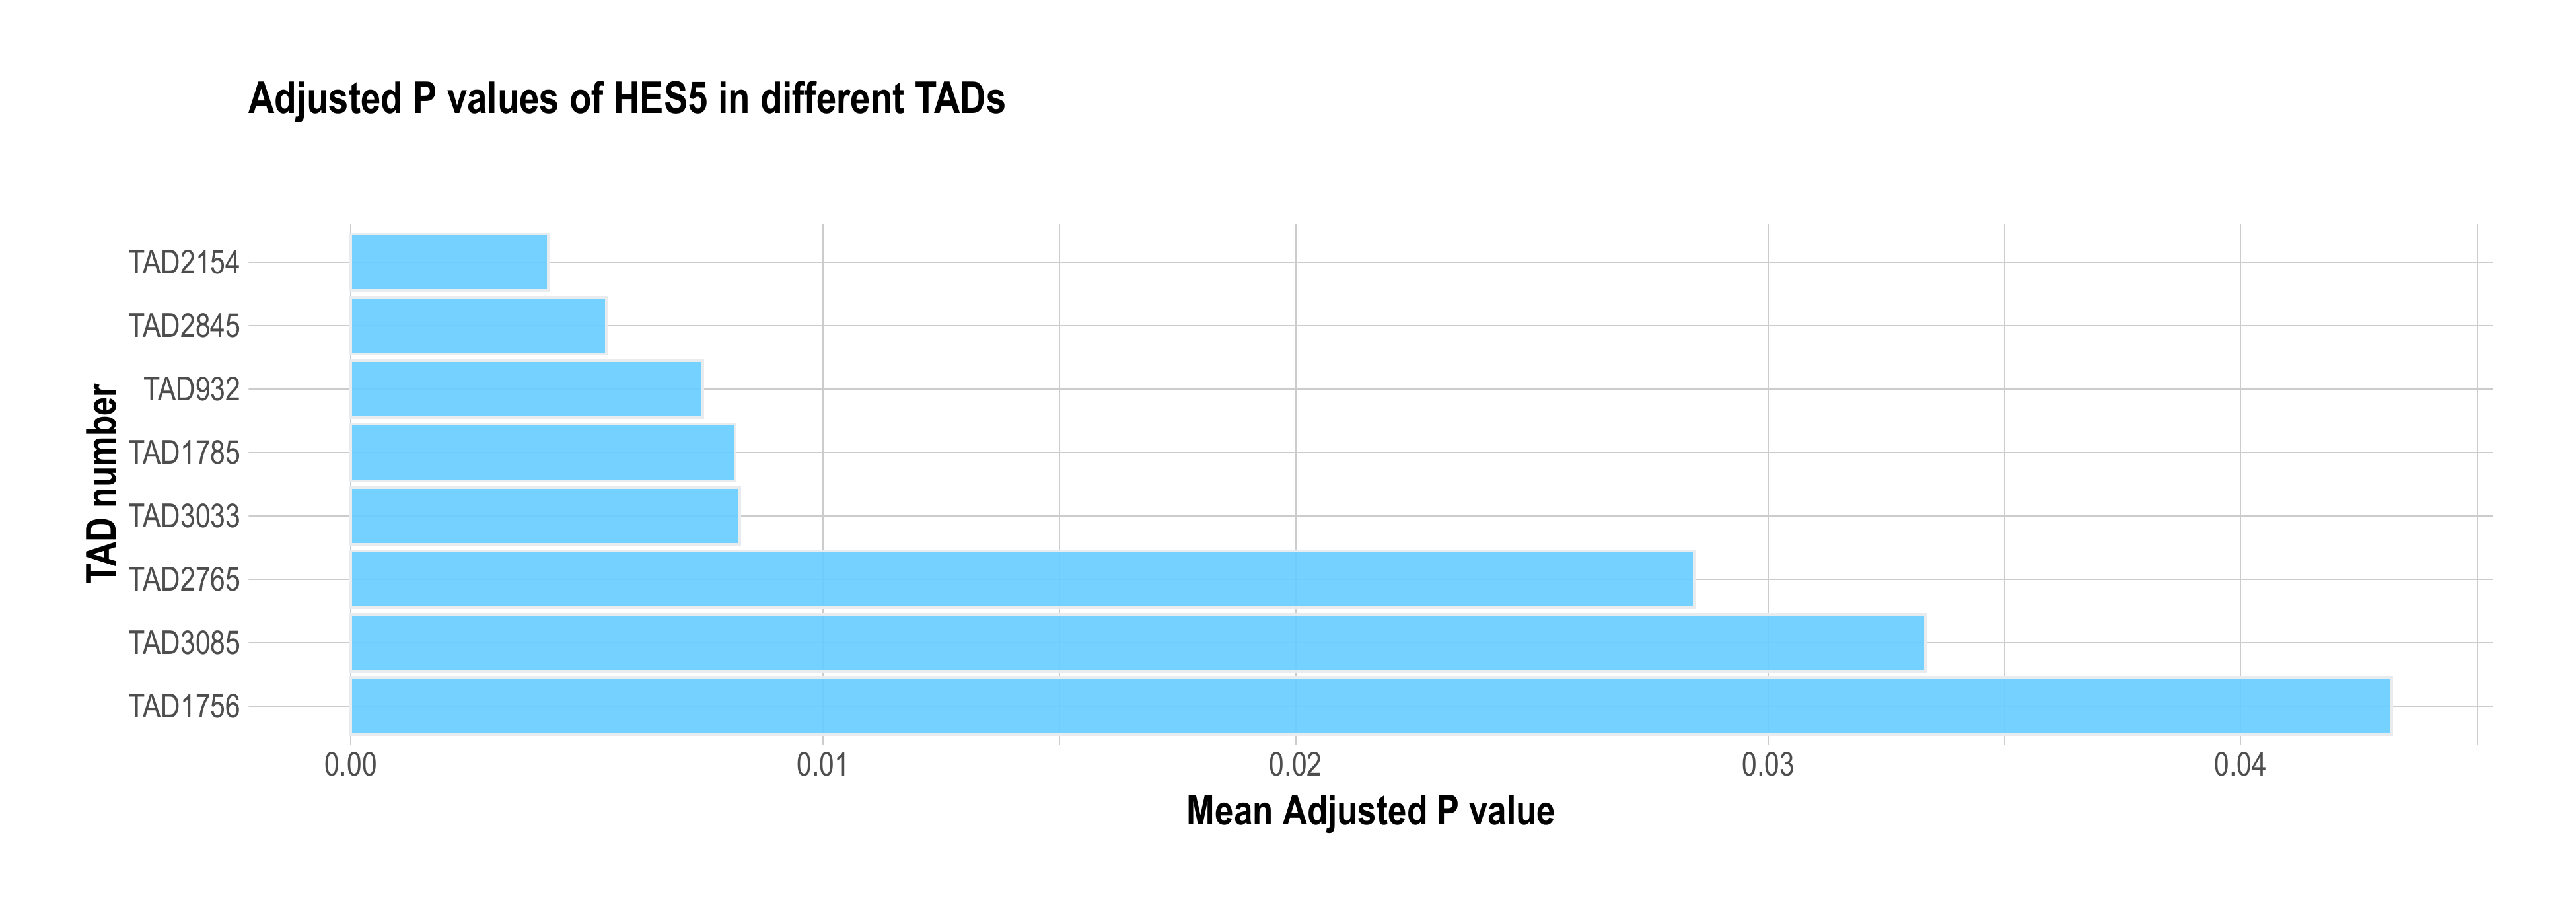 Adjusted P values of HES5 in different TADs
TAD number
TAD2154
TAD2845
TAD932
TAD1785
TAD3033
TAD2765
TAD3085
TAD1756
0.00 0.01 0.02 0.03 0.04
Mean Adjusted P value